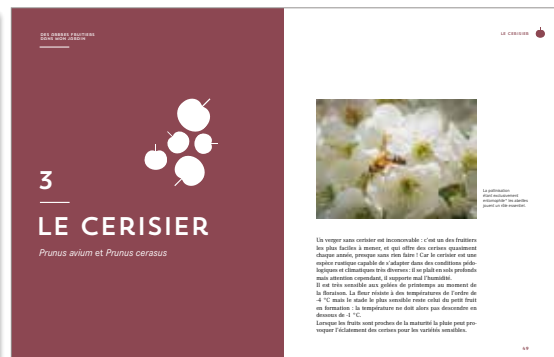 DES ARBRES FRUITIERS
DANS MON JARDIN
3
LE CERISIER
Prunus avium et Prunus cerasus
LE CERISIER
La pollinisation
étant exclusivement
entomophile* les abeilles
jouent un rôle essentiel.
Un verger sans cerisier est inconcevable : c'est un des fruitiers
les plus faciles à mener, et qui offre des cerises quasiment
chaque année, presque sans rien faire ! Car le cerisier est une
espèce rustique capable de s'adapter dans des conditions pédo-
logiques et climatiques très diverses : il se plaît en sols profonds
mais attention cependant, il supporte mal l'humidité.
Il est très sensible aux gelées de printemps au moment de
la floraison. La fleur résiste à des températures de l'ordre de
-4 °C mais le stade le plus sensible reste celui du petit fruit
en formation : la température ne doit alors pas descendre en
dessous de -1 °C.
Lorsque les fruits sont proches de la maturité la pluie peut pro-
voquer l'éclatement des cerises pour les variétés sensibles.
69